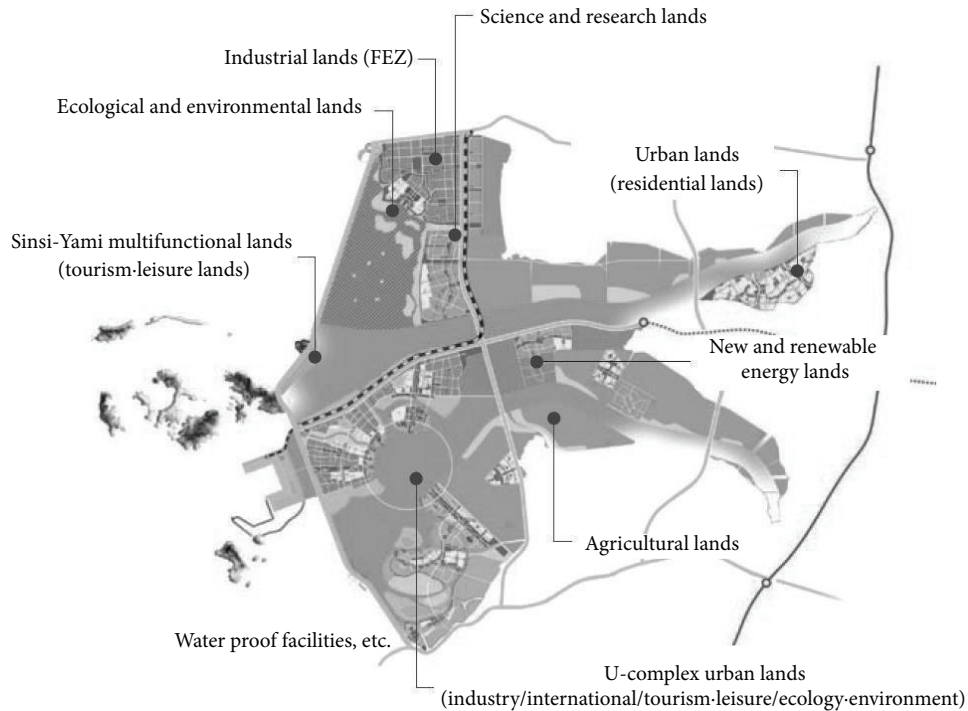 Science and research lands
Industrial lands (FEZ)
Ecological and environmental lands
Urban lands
(residential lands)
Sinsi-Yami multifunctional lands
(tourism·leisure lands)
New and renewable
energy lands
Agricultural lands
Water proof facilities, etc.
U-complex urban lands
(industry/international/tourism·leisure/ecology·environment)